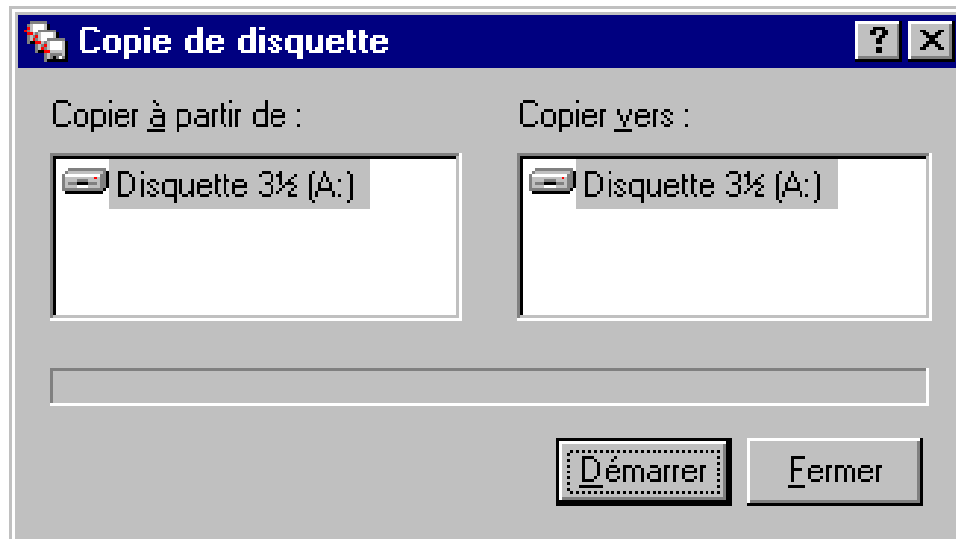 Copie de disquette
Copier à partir de :
Copier vers :
Disquette 3½ (A:)
Disquette 3½ (A:)
Démarrer
Fermer